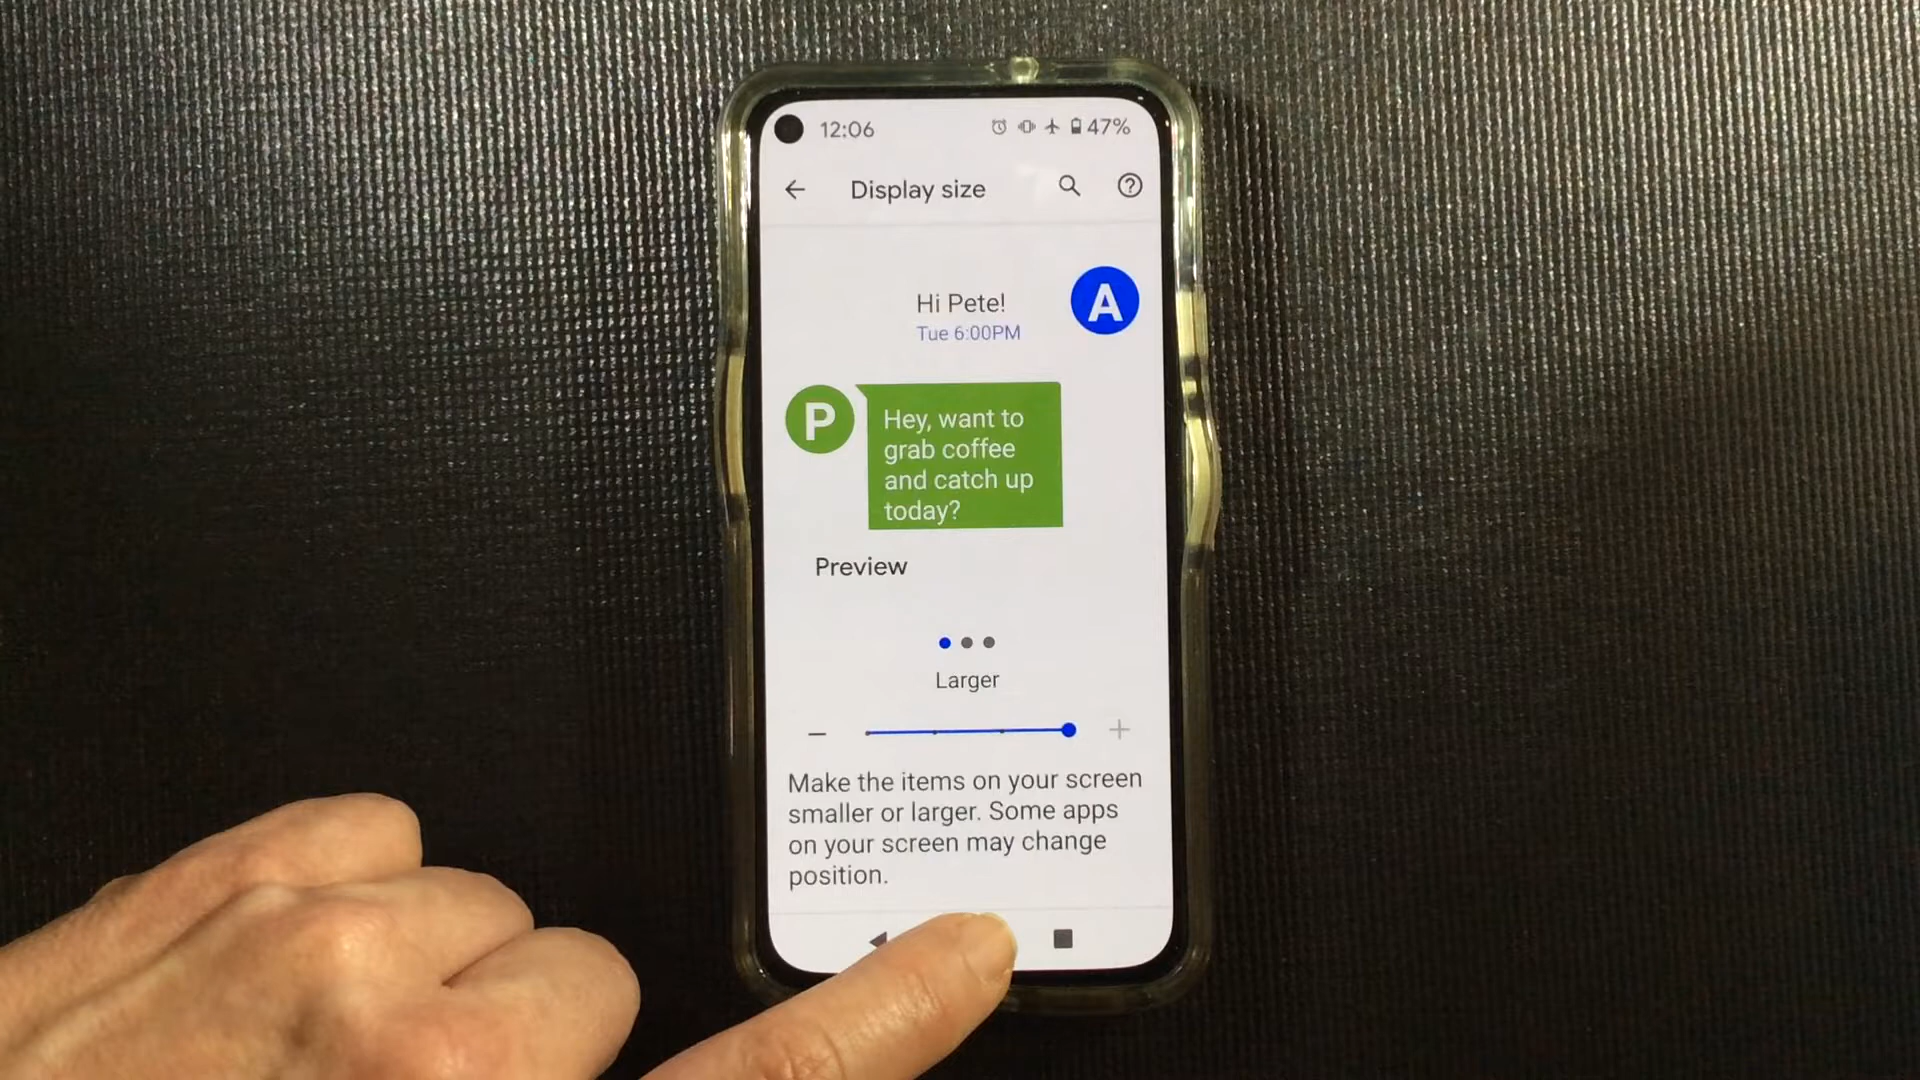 12:06 47%
Display size
Hi Pete!
Tue 6:00PM
A
P
Hey, want to
grab coffee
and catch up
today?
Preview
Larger
Make the items on your screen
smaller or larger. Some apps
on your screen may change
position.